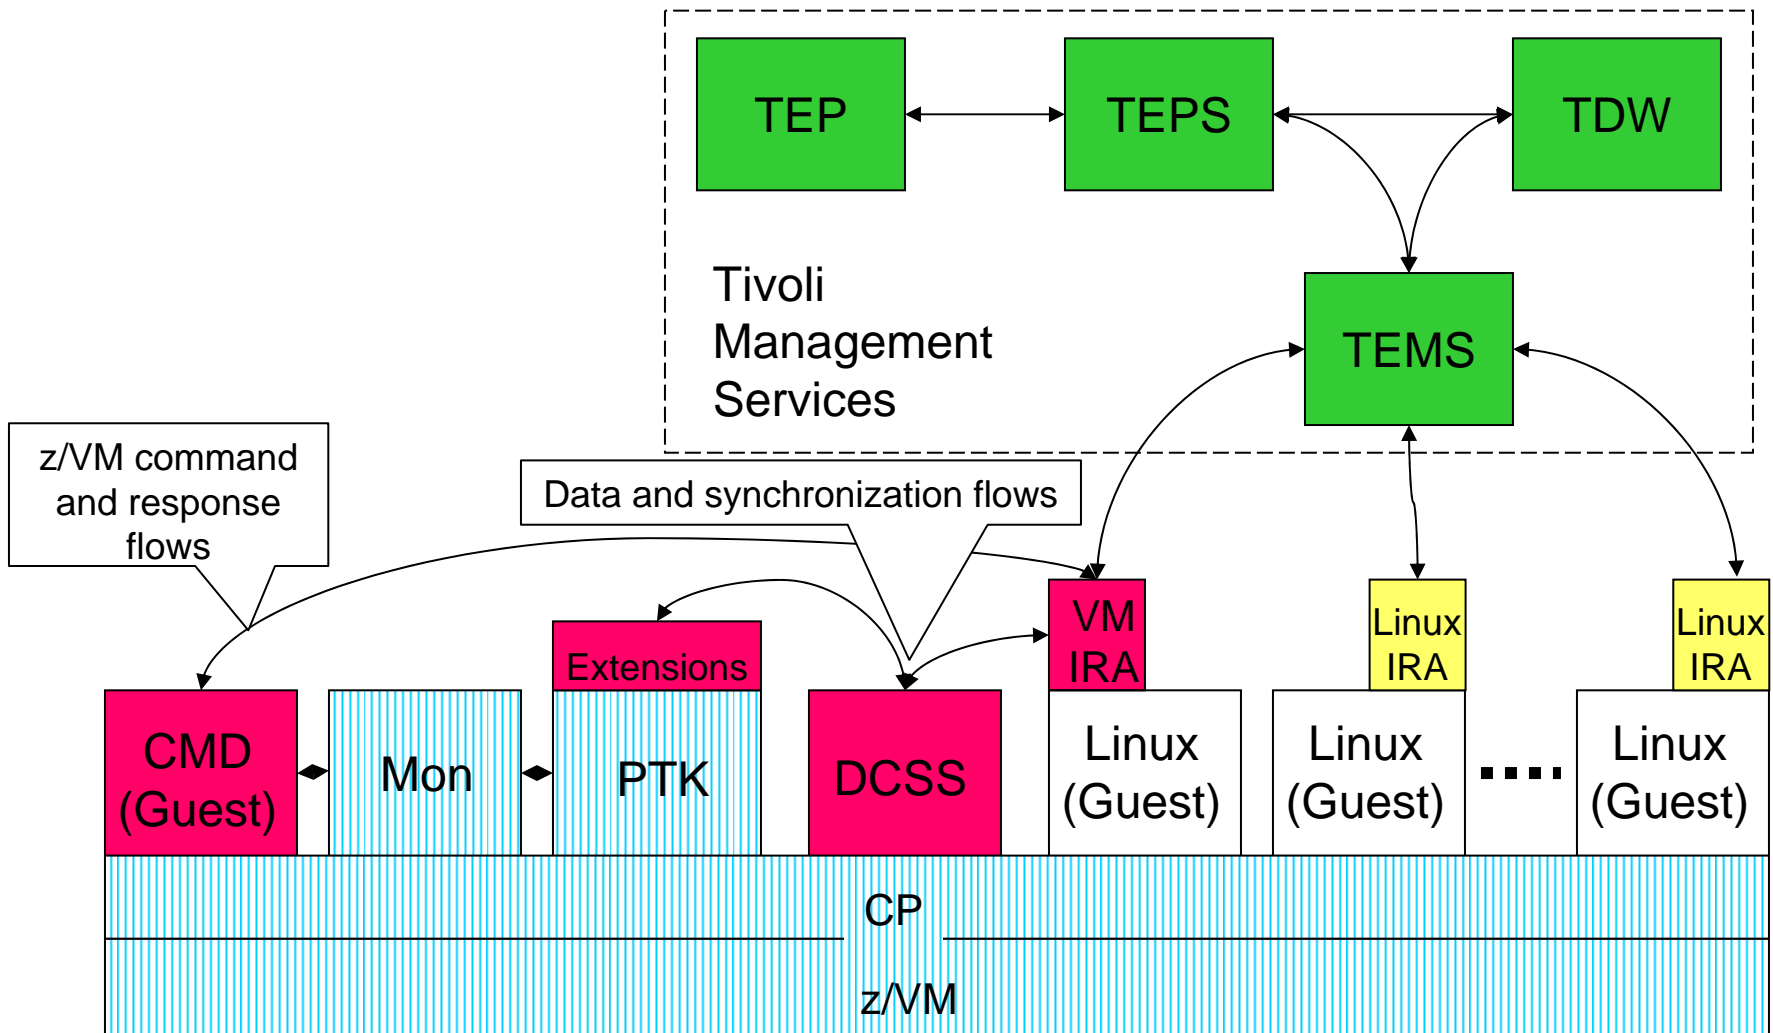 TEP
TEPS
TDW
Tivoli
Management
Services
TEMS
z/VM command
and response
flows
Data and synchronization flows
VM
IRA
Linux
IRA
Linux
IRA
Extensions
CMD
(Guest)
Mon
PTK
DCSS
Linux
(Guest)
Linux
(Guest)
Linux
(Guest)
CP
z/VM